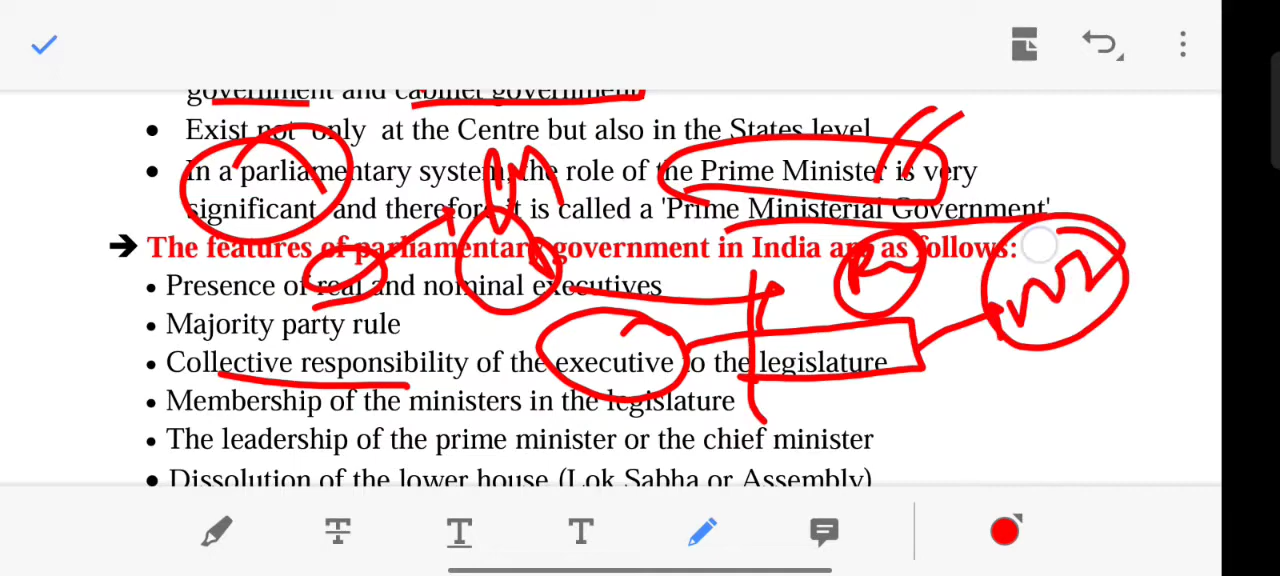 government and cabinet government
• Exist not only at the Centre but also in the States level
• In a parliamentary system, the role of the Prime Minister is very
significant, and therefore it is called a 'Prime Ministerial Government'
➔ The features of parliamentary government in India are as follows:
• Presence of real and nominal executives
• Majority party rule
• Collective responsibility of the executive to the legislature
• Membership of the ministers in the legislature
• The leadership of the prime minister or the chief minister
• Dissolution of the lower house (Lok Sabha or Assembly)
T T T